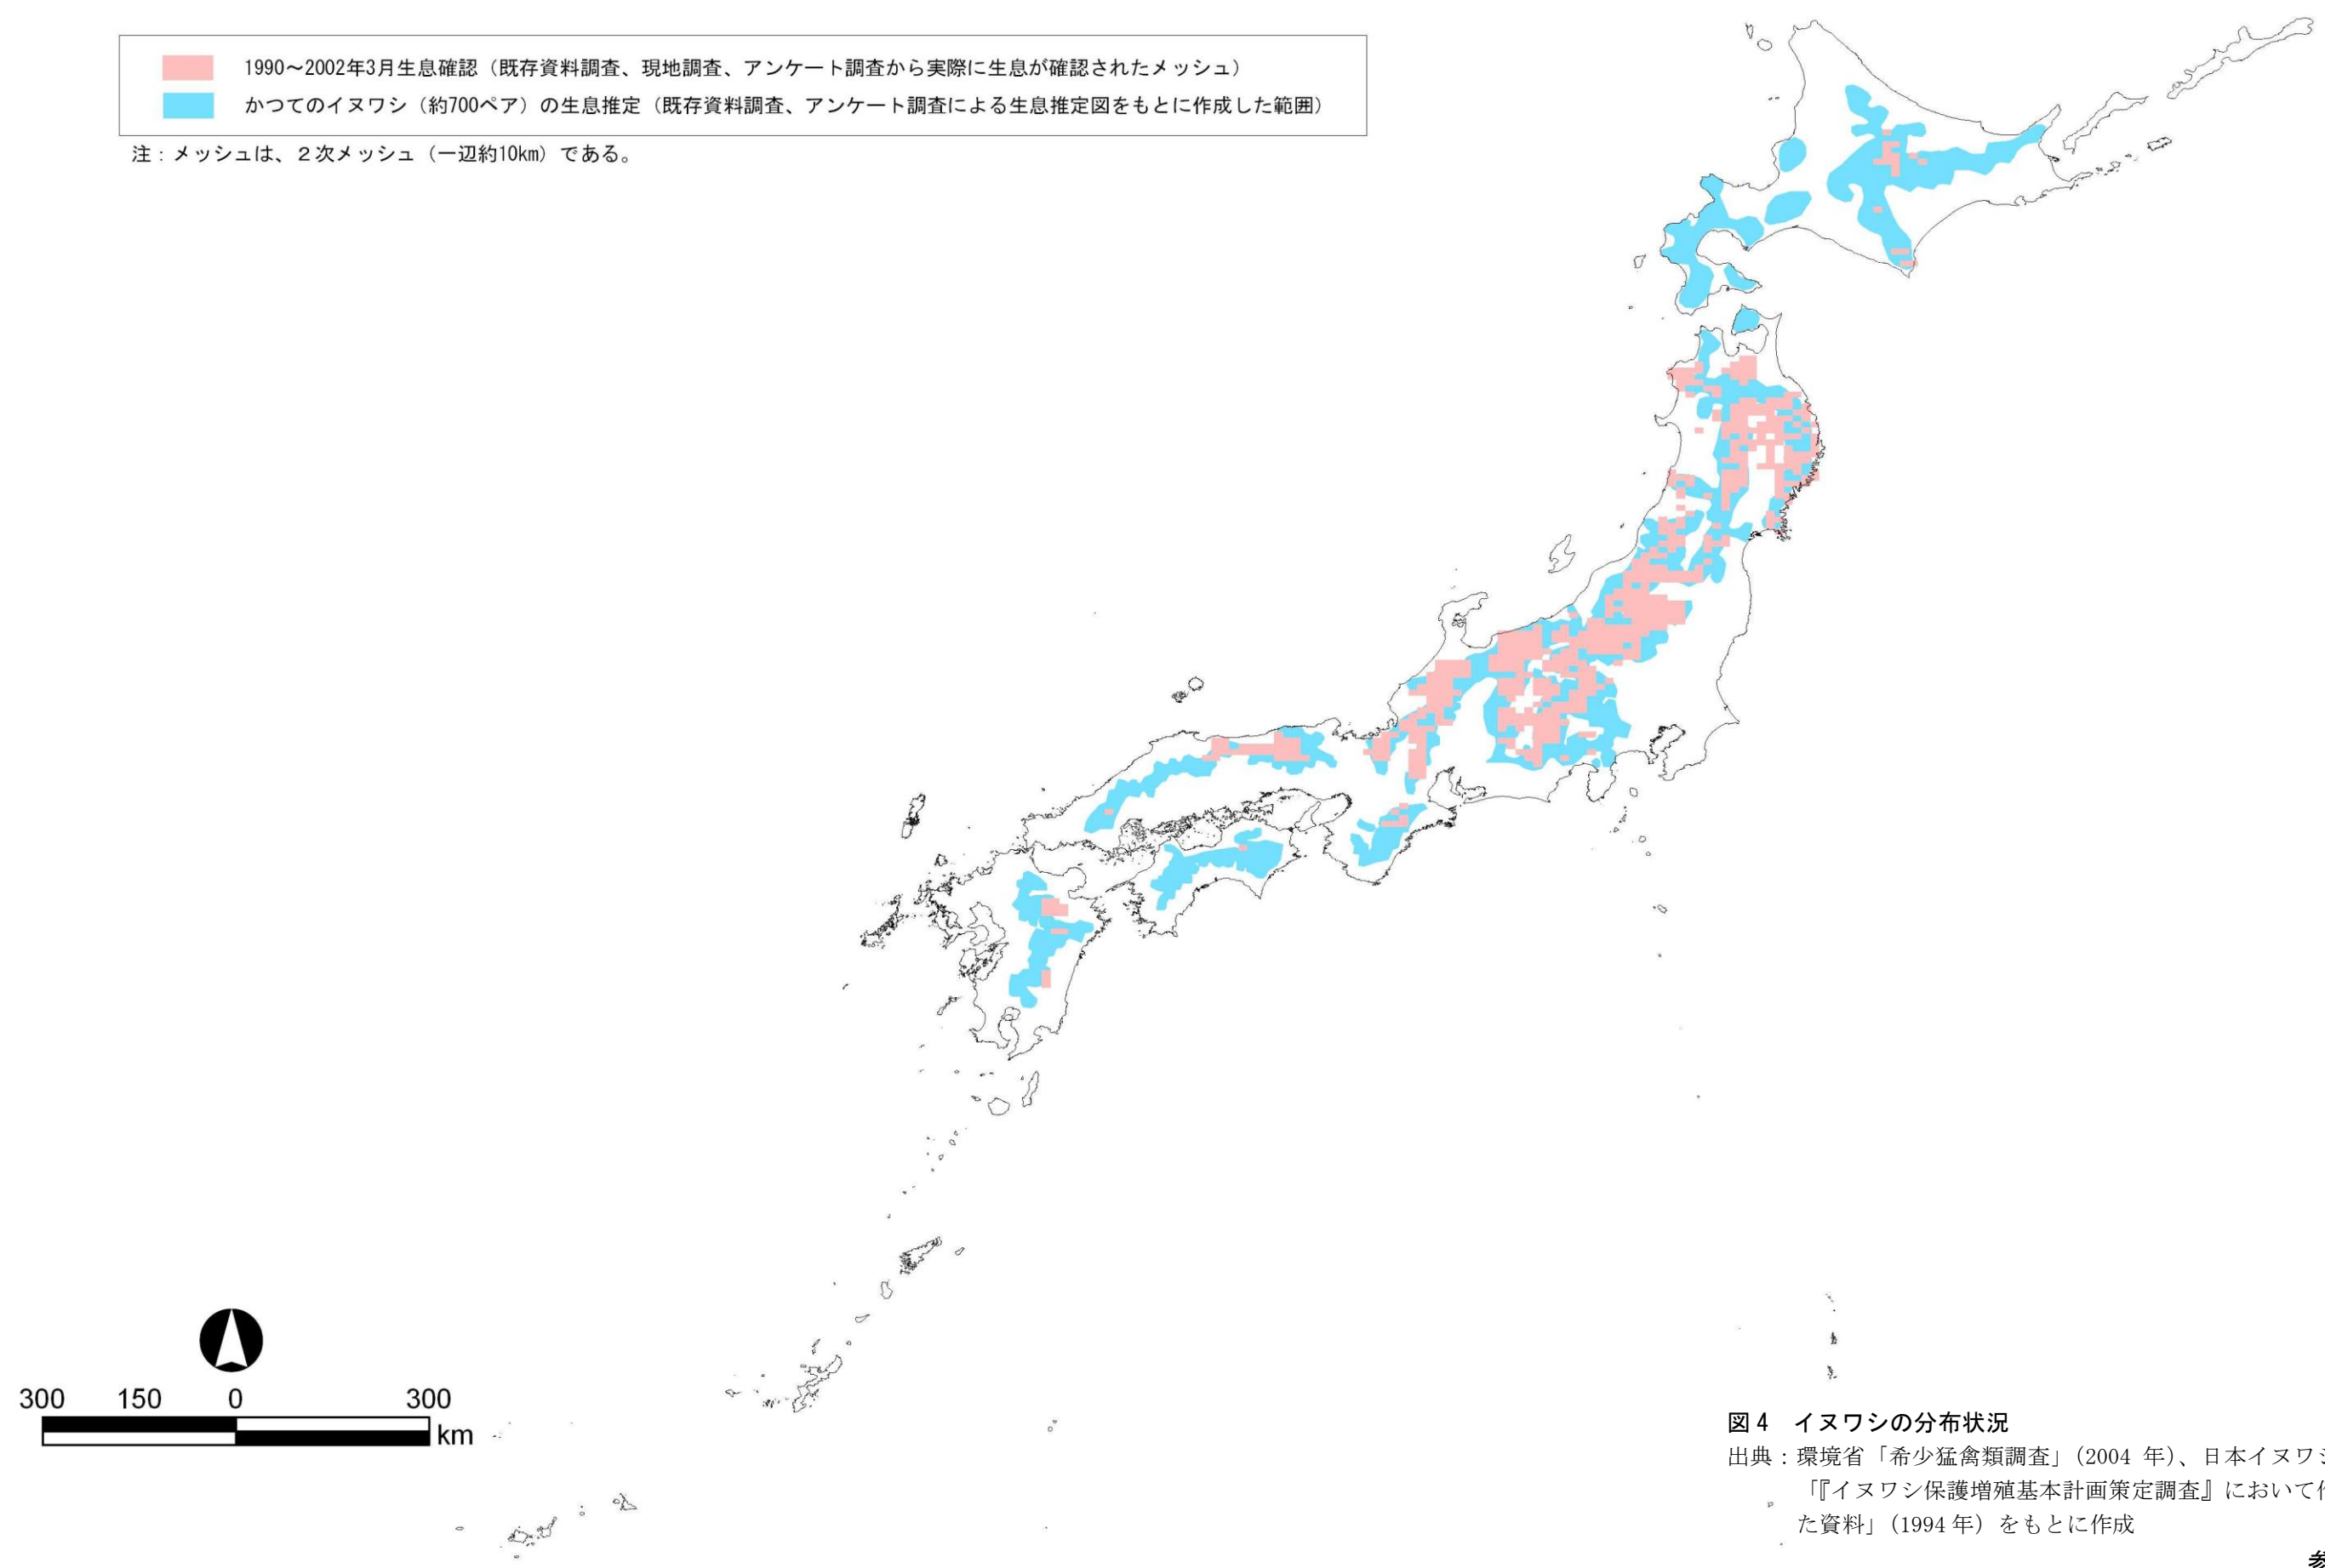 1990～2002年3月生息確認（既存資料調査、現地調査、アンケート調査から実際に生息が確認されたメッシュ）
かつてのイヌワシ（約700ペア）の生息推定（既存資料調査、アンケート調査による生息推定図をもとに作成した範囲）
注：メッシュは、２次メッシュ（一辺約10km）である。
300 150 0 300
km
図４　イヌワシの分布状況
出典：環境省「希少猛禽類調査」（2004 年）、日本イヌワシ
「『イヌワシ保護増殖基本計画策定調査』において作
た資料」（1994 年）をもとに作成
参